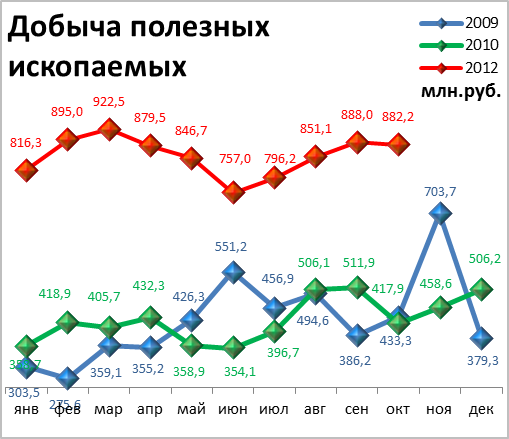 Добыча полезных
ископаемых
2009
2010
2012
млн.руб.
816,3 895,0 922,5 879,5 846,7 757,0 796,2 851,1 888,0 882,2
418,9 405,7 432,3 358,9 354,1 396,7 506,1 511,9 417,9 458,6 506,2
303,5 275,6 359,1 355,2 426,3 551,2 456,9 494,6 386,2 433,3 703,7 379,3
янв фев мар апр май июн июл авг сен окт ноя дек